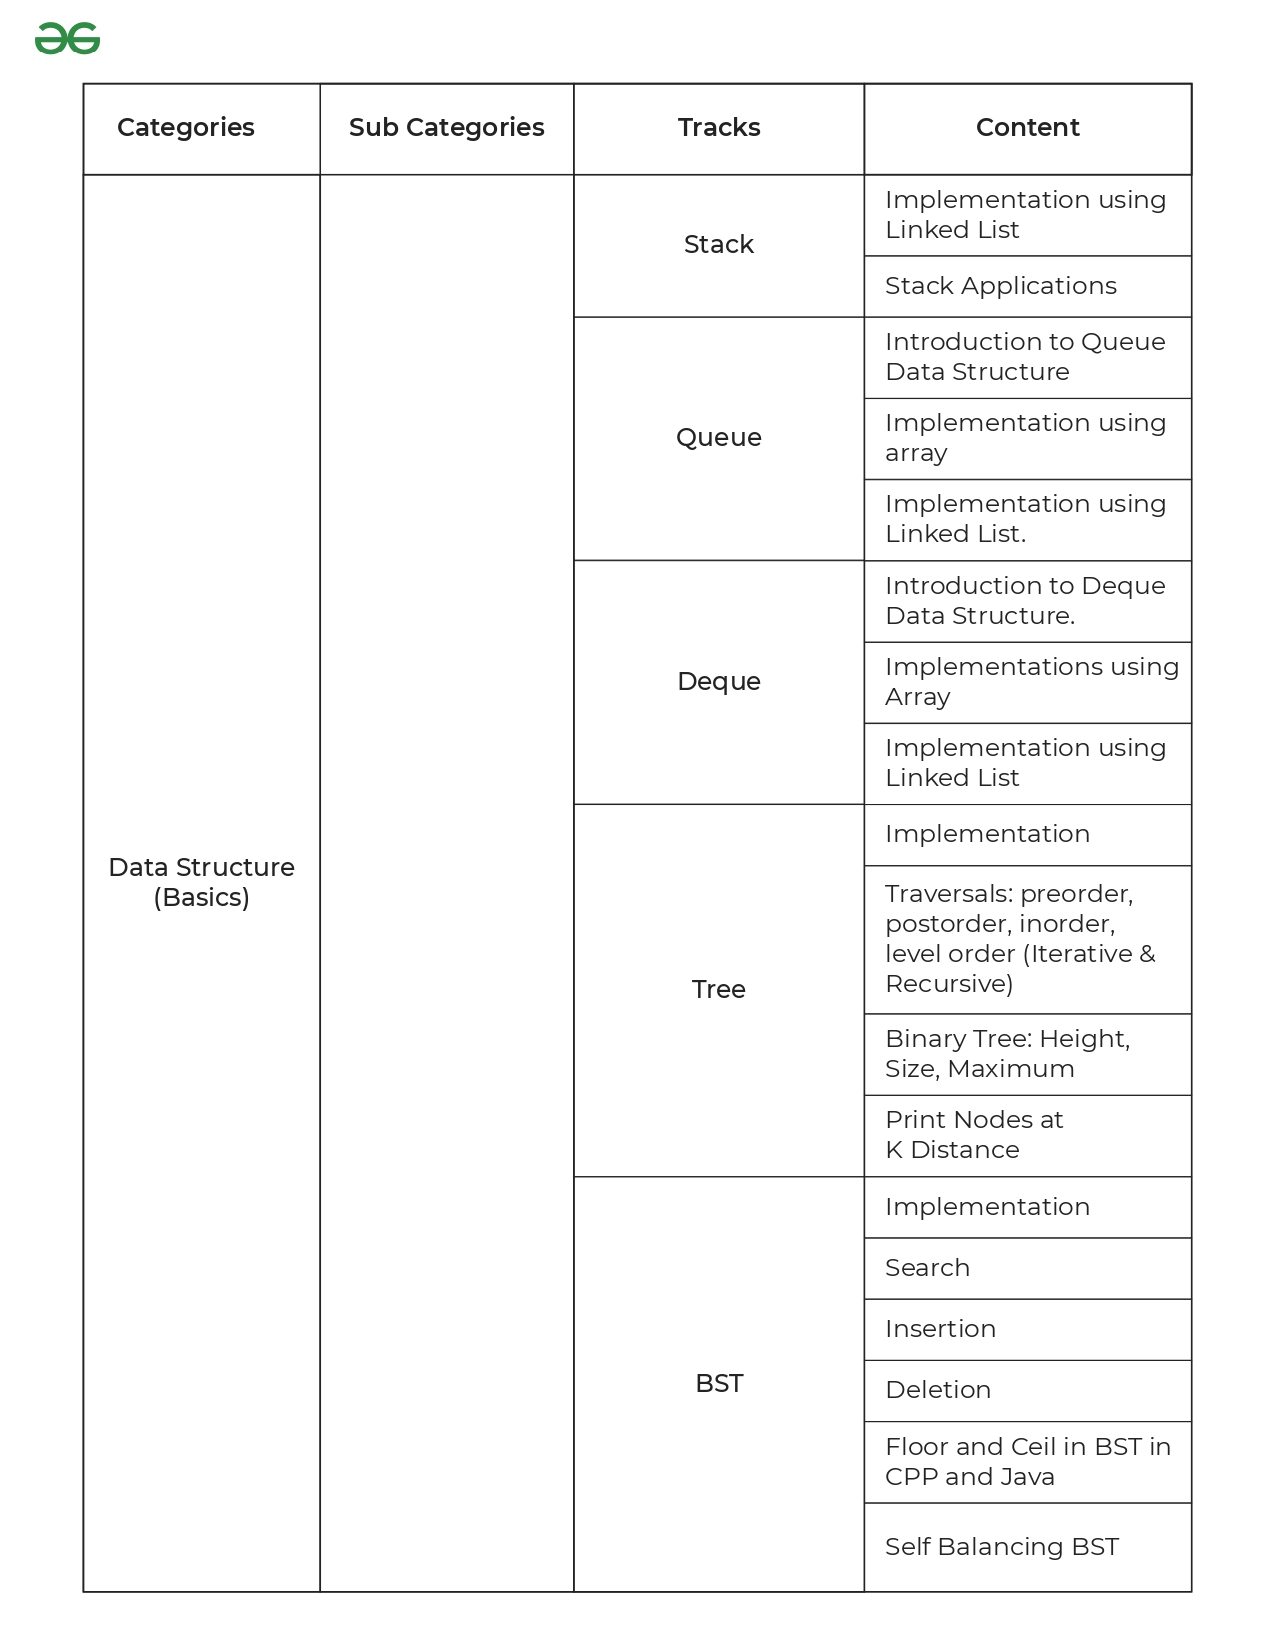 Categories
Sub Categories
Tracks
Content
Data Structure
(Basics)
Stack
Implementation using
Linked List
Stack Applications
Queue
Introduction to Queue
Data Structure
Implementation using
array
Implementation using
Linked List.
Deque
Introduction to Deque
Data Structure.
Implementations using
Array
Implementation using
Linked List
Tree
Implementation
Traversals: preorder,
postorder, inorder,
level order (Iterative &
Recursive)
Binary Tree: Height,
Size, Maximum
Print Nodes at
K Distance
BST
Implementation
Search
Insertion
Deletion
Floor and Ceil in BST in
CPP and Java
Self Balancing BST